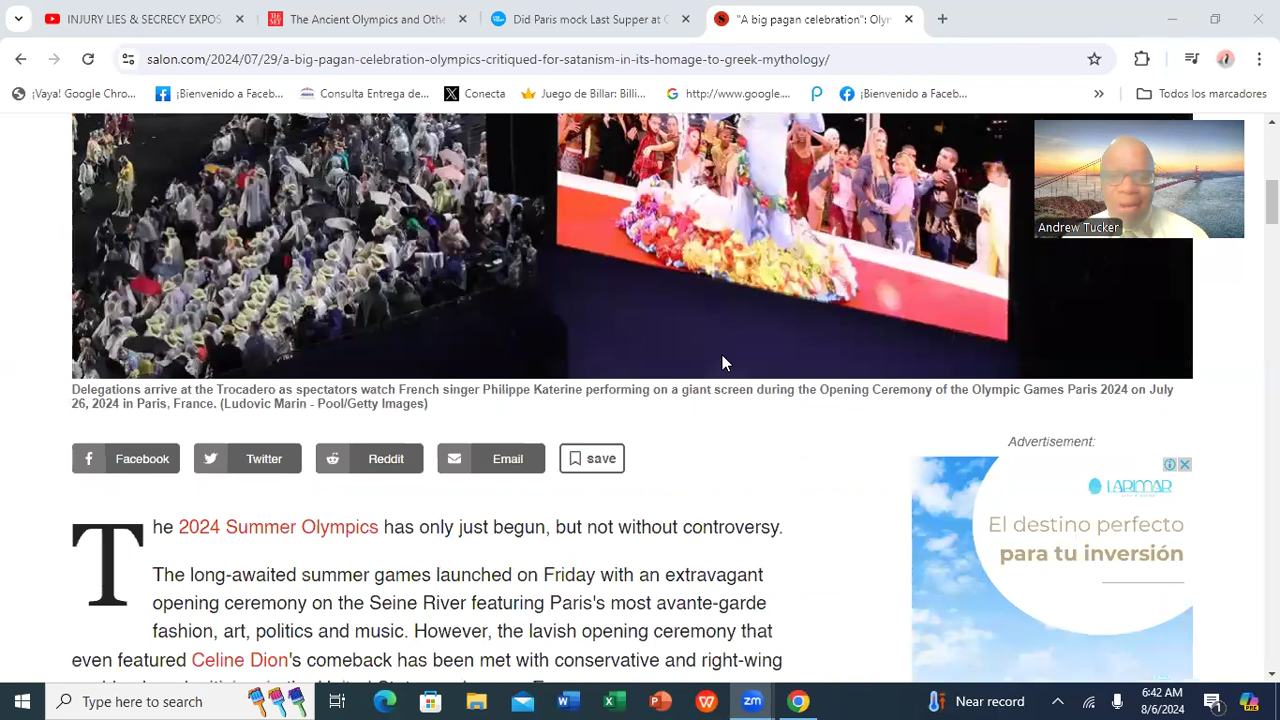 INJURY LIES & SECRECY EXPOS
THE MET
The Ancient Olympics and Othe
Did Paris mock Last Supper at O
"A big pagan celebration": Olym
salon.com/2024/07/29/a-big-pagan-celebration-olympics-critiqued-for-satanism-in-its-homage-to-greek-mythology/
¡Vaya! Google Chro...
¡Bienvenido a Faceb...
Consulta Entrega de...
Conecta
Juego de Billar: Billi...
http://www.google....
¡Bienvenido a Faceb...
Todos los marcadores
Andrew Tucker
Delegations arrive at the Trocadero as spectators watch French singer Philippe Katerine performing on a giant screen during the Opening Ceremony of the Olympic Games Paris 2024 on July
26, 2024 in Paris, France. (Ludovic Marin - Pool/Getty Images)
Facebook
Twitter
Reddit
Email
save
Advertisement:
LARIMAR
El destino perfecto
para tu inversión
The 2024 Summer Olympics has only just begun, but not without controversy.
The long-awaited summer games launched on Friday with an extravagant
opening ceremony on the Seine River featuring Paris's most avante-garde
fashion, art, politics and music. However, the lavish opening ceremony that
even featured Celine Dion's comeback has been met with conservative and right-wing
Type here to search
zm
Near record
6:42 AM
8/6/2024